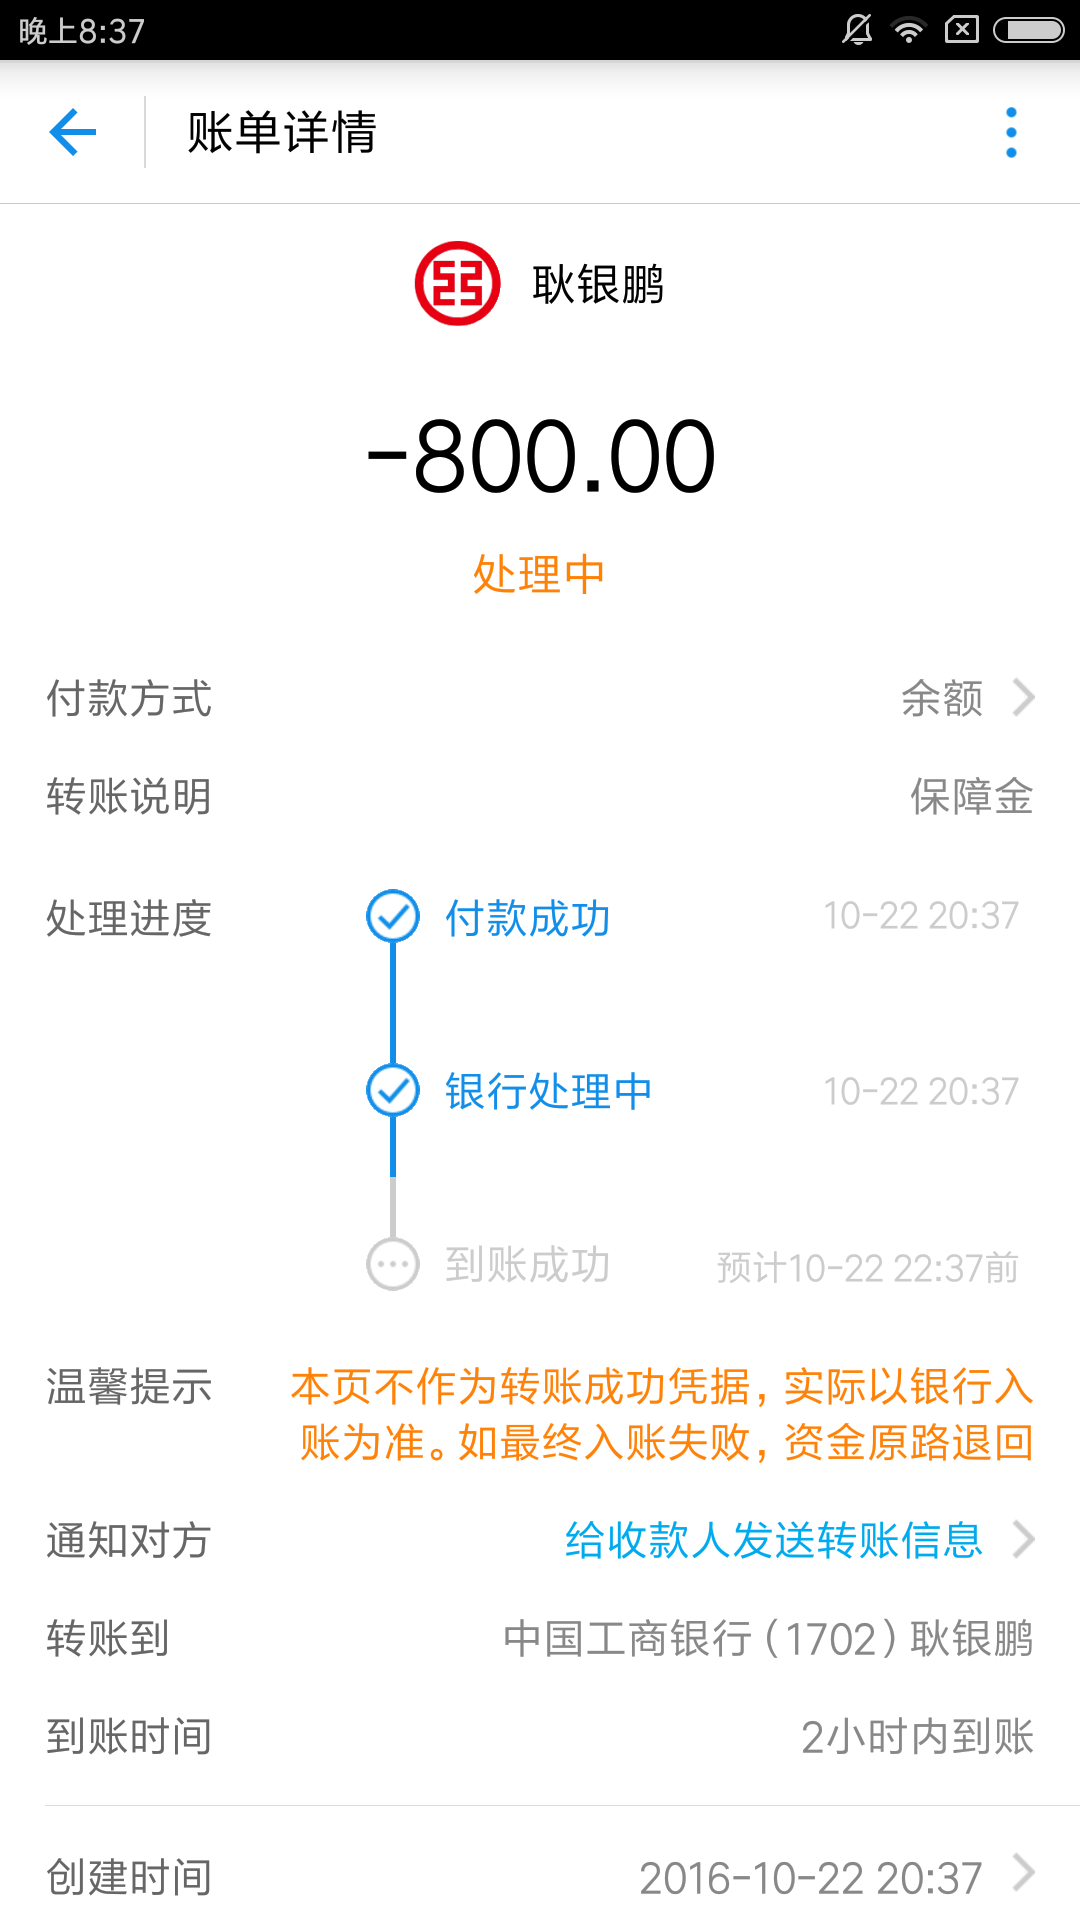 晚上8:37
账单详情
耿银鹏
-800.00
处理中
付款方式 余额
转账说明 保障金
处理进度 付款成功 10-22 20:37
银行处理中 10-22 20:37
到账成功 预计10-22 22:37前
温馨提示 本页不作为转账成功凭据，实际以银行入
账为准。如最终入账失败，资金原路退回
通知对方 给收款人发送转账信息
转账到 中国工商银行（1702）耿银鹏
到账时间 2小时内到账
创建时间 2016-10-22 20:37